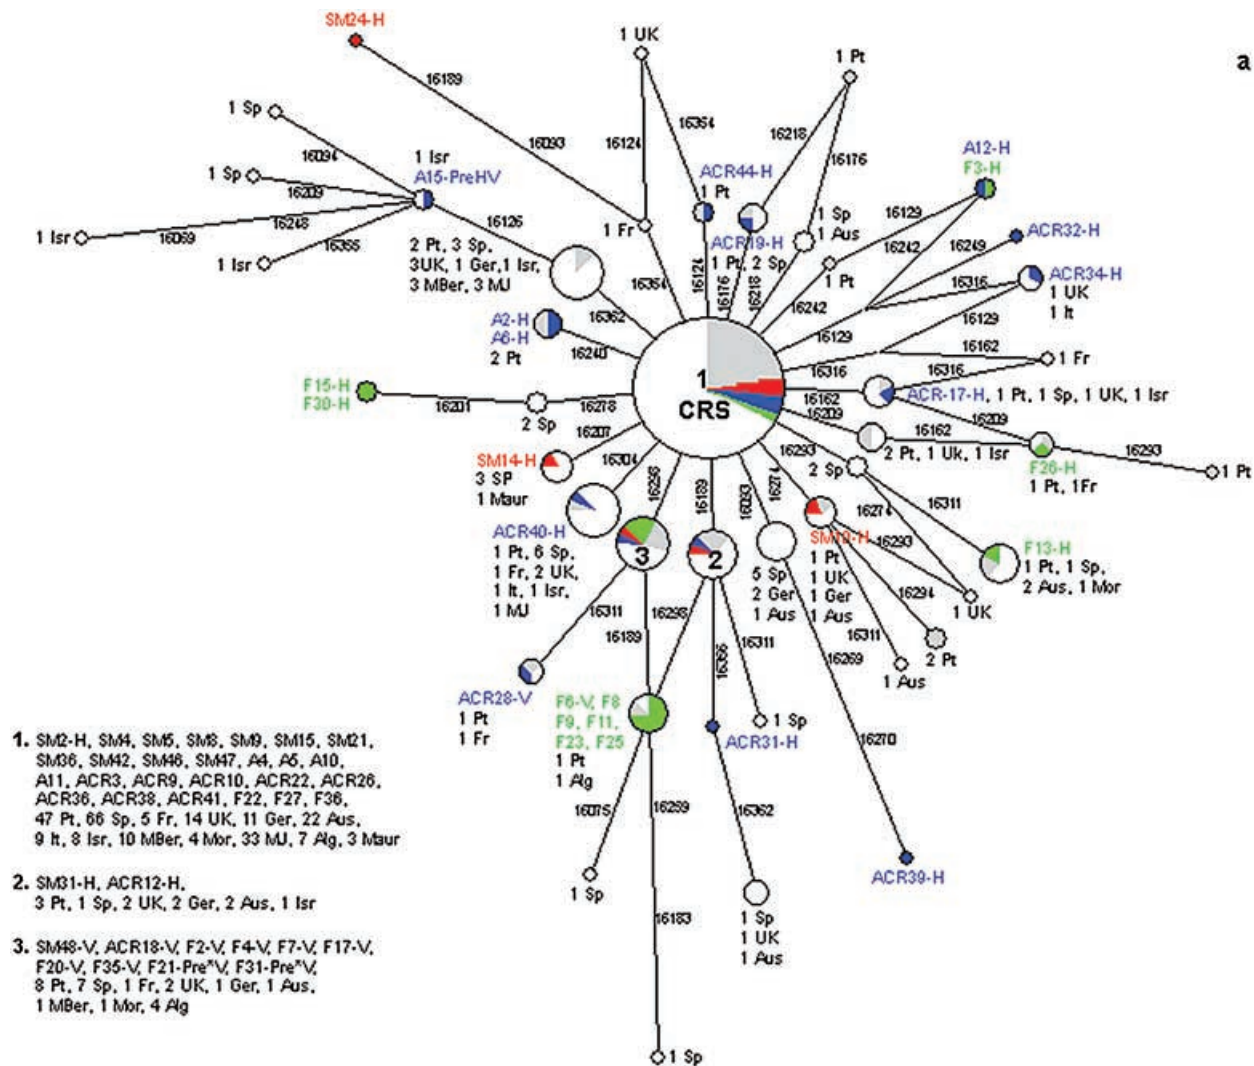 a
SM24-H
16189
16093
1 UK
16124
16354
1 Pt
16218
16176
1 Sp
16094
1 Sp
16209
1 Isr
16069
16248
1 Isr
16355
1 Isr
A15-PreHV
16126
2 Pt, 3 Sp,
3UK, 1 Ger,1 Isr,
3 MBer, 3 MJ
16362
1 Fr
16354
ACR44-H
1 Pt
16124
ACR19-H
1 Pt, 2 Sp
16176
1 Sp
1 Aus
16218
A12-H
F3-H
16129
16242
1 Pt
16242
16249
ACR32-H
16316
ACR34-H
1 UK
1 It
16129
16129
16162
1 Fr
16316
16316
A2-H
A6-H
2 Pt
16240
F15-H
F30-H
16201
2 Sp
16278
1
CRS
16162
ACR-17-H, 1 Pt, 1 Sp, 1 UK, 1 Isr
16209
16209
16162
2 Pt, 1 Uk, 1 Isr
F26-H
1 Pt, 1Fr
16293
1 Pt
16207
SM14-H
3 SP
1 Maur
16304
ACR40-H
1 Pt, 6 Sp,
1 Fr, 2 UK,
1 It, 1 Isr,
1 MJ
16298
3
16189
2
16093
5 Sp
2 Ger
1 Aus
16274
SM19-H
1 Pt
1 UK
1 Ger
1 Aus
16293
2 Sp
16311
F13-H
1 Pt, 1 Sp,
2 Aus, 1 Mor
16274
16293
1 UK
16294
2 Pt
16311
1 Aus
16311
ACR28-V
1 Pt
1 Fr
16189
16298
F6-V, F8
F9, F11,
F23, F25
1 Pt
1 Alg
16366
ACR31-H
16311
1 Sp
16269
16270
ACR39-H
16075
1 Sp
16259
16183
1 Sp
16362
1 Sp
1 UK
1 Aus
1. SM2-H, SM4, SM5, SM8, SM9, SM15, SM21,
SM36, SM42, SM46, SM47, A4, A5, A10,
A11, ACR3, ACR9, ACR10, ACR22, ACR26,
ACR36, ACR38, ACR41, F22, F27, F36,
47 Pt, 66 Sp, 5 Fr, 14 UK, 11 Ger, 22 Aus,
9 It, 8 Isr, 10 MBer, 4 Mor, 33 MJ, 7 Alg, 3 Maur
2. SM31-H, ACR12-H,
3 Pt, 1 Sp, 2 UK, 2 Ger, 2 Aus, 1 Isr
3. SM48-V, ACR18-V, F2-V, F4-V, F7-V, F17-V,
F20-V, F35-V, F21-Pre*V, F31-Pre*V,
8 Pt, 7 Sp, 1 Fr, 2 UK, 1 Ger, 1 Aus,
1 MBer, 1 Mor, 4 Alg